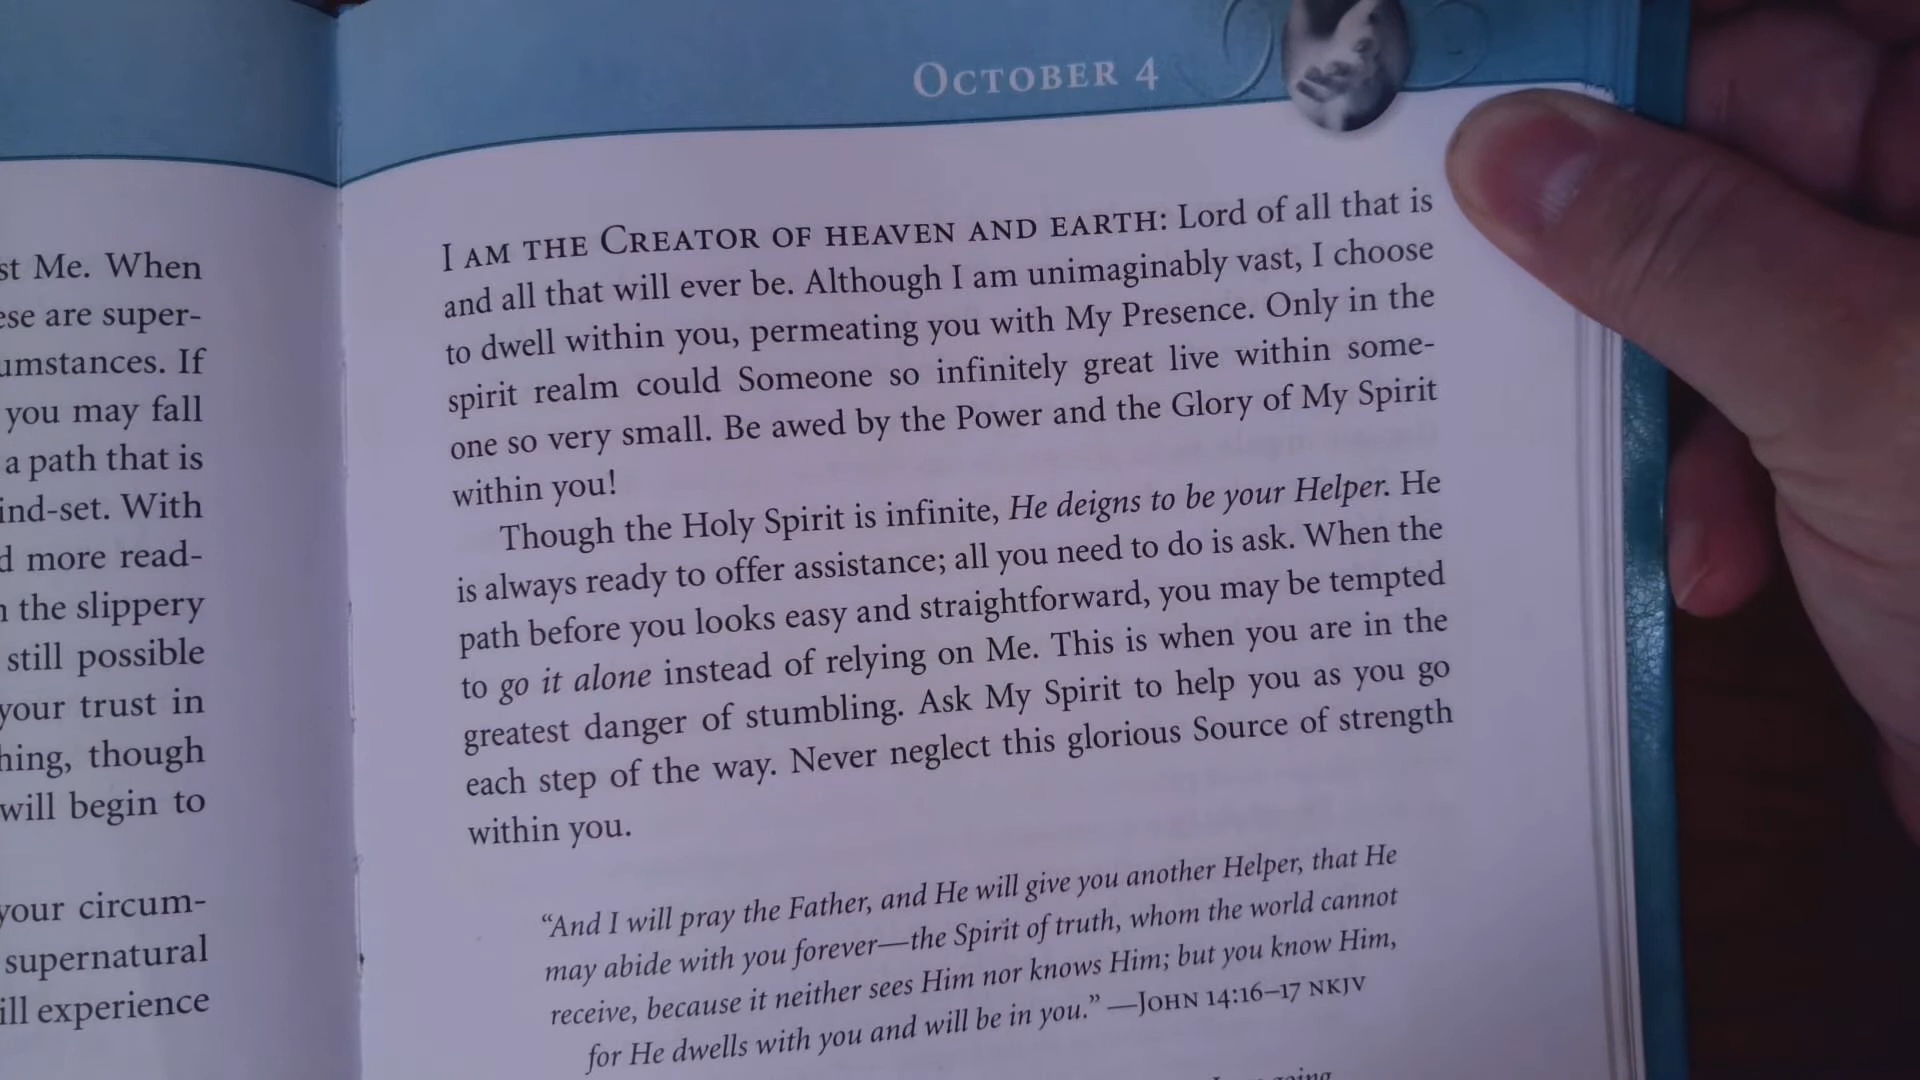 st Me. When
ese are super-
umstances. If
you may fall
a path that is
ind-set. With
d more read-
n the slippery
still possible
your trust in
hing, though
will begin to
your circum-
supernatural
ill experience
OCTOBER 4
I AM THE CREATOR OF HEAVEN AND EARTH: Lord of all that is
and all that will ever be. Although I am unimaginably vast, I choose
to dwell within you, permeating you with My Presence. Only in the
spirit realm could Someone so infinitely great live within some-
one so very small. Be awed by the Power and the Glory of My Spirit
within you!
Though the Holy Spirit is infinite, He deigns to be your Helper. He
is always ready to offer assistance; all you need to do is ask. When the
path before you looks easy and straightforward, you may be tempted
to go it alone instead of relying on Me. This is when you are in the
greatest danger of stumbling. Ask My Spirit to help you as you go
each step of the way. Never neglect this glorious Source of strength
within you.
“And I will pray the Father, and He will give you another Helper, that He
may abide with you forever—the Spirit of truth, whom the world cannot
receive, because it neither sees Him nor knows Him; but you know Him,
for He dwells with you and will be in you.” —JOHN 14:16–17 NKJV